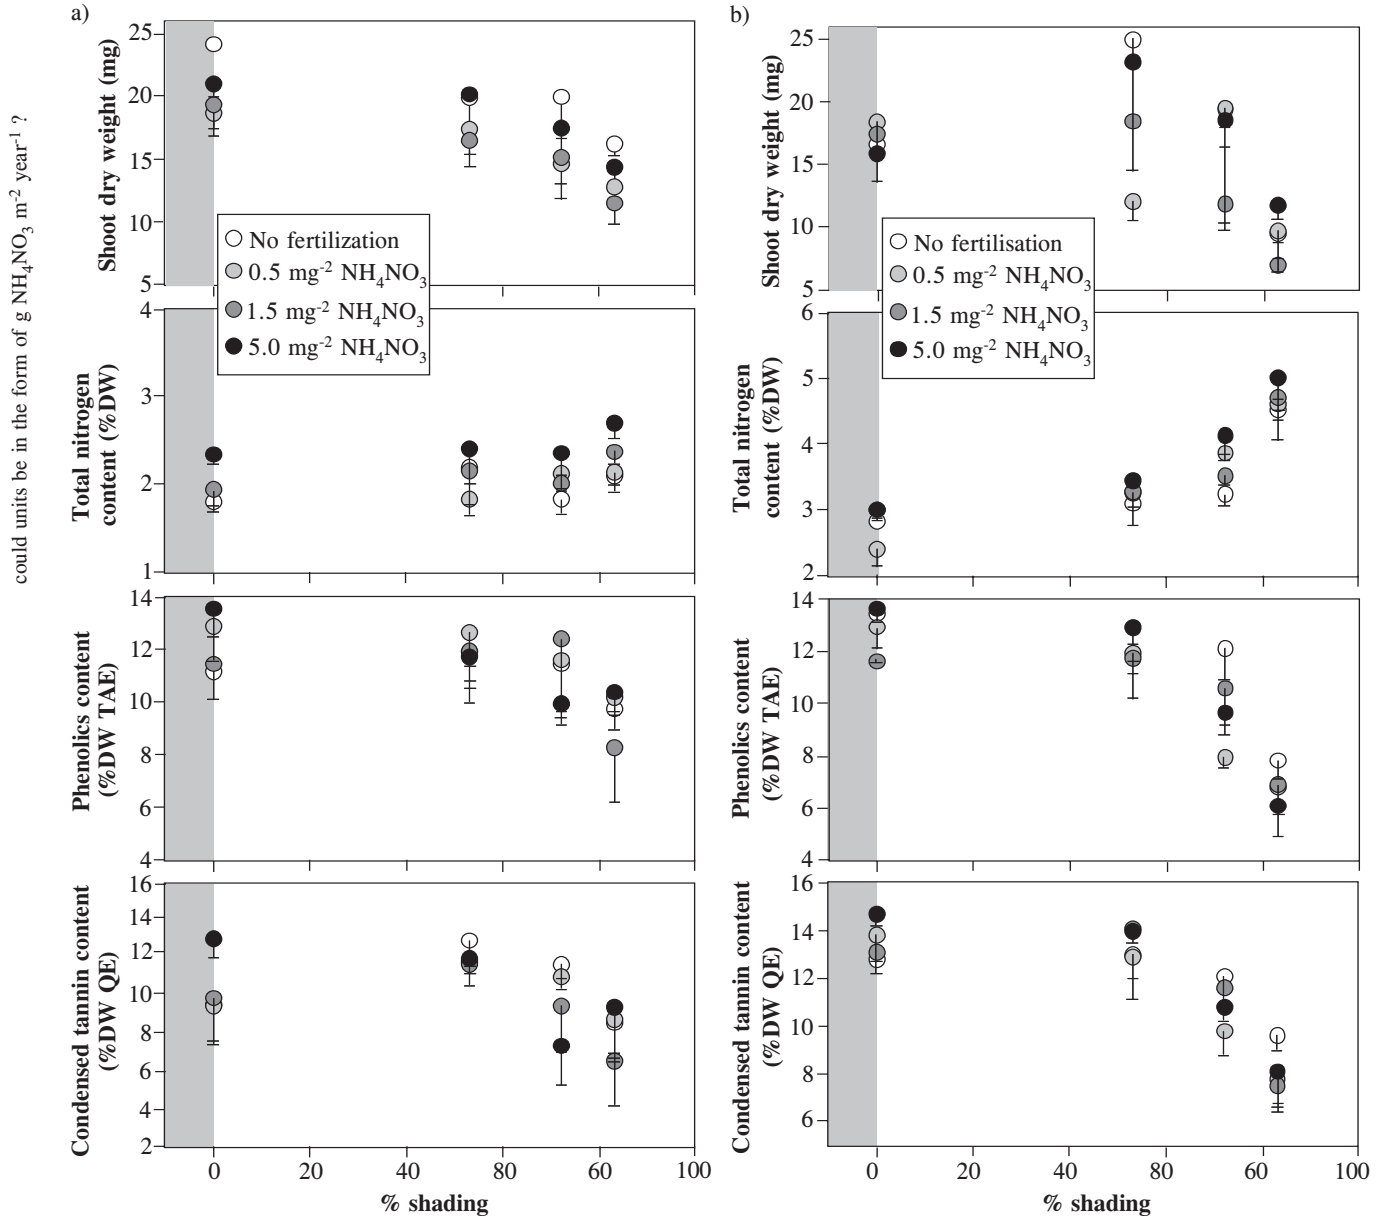 could units be in the form of g NH4NO3 m-2 year-1 ?
a)
Shoot dry weight (mg)
25
20
15
10
5
No fertilization
0.5 mg-2 NH4NO3
1.5 mg-2 NH4NO3
5.0 mg-2 NH4NO3
Total nitrogen
content (%DW)
4
3
2
1
Phenolics content
(%DW TAE)
14
12
10
8
6
4
Condensed tannin content
(%DW QE)
16
14
12
10
8
6
4
2
0 20 40 80 60 100
% shading
b)
Shoot dry weight (mg)
25
20
15
10
5
No fertilisation
0.5 mg-2 NH4NO3
1.5 mg-2 NH4NO3
5.0 mg-2 NH4NO3
Total nitrogen
content (%DW)
6
5
4
3
2
Phenolics content
(%DW TAE)
14
12
10
8
6
4
Condensed tannin content
(%DW QE)
16
14
12
10
8
6
0 20 40 80 60 100
% shading